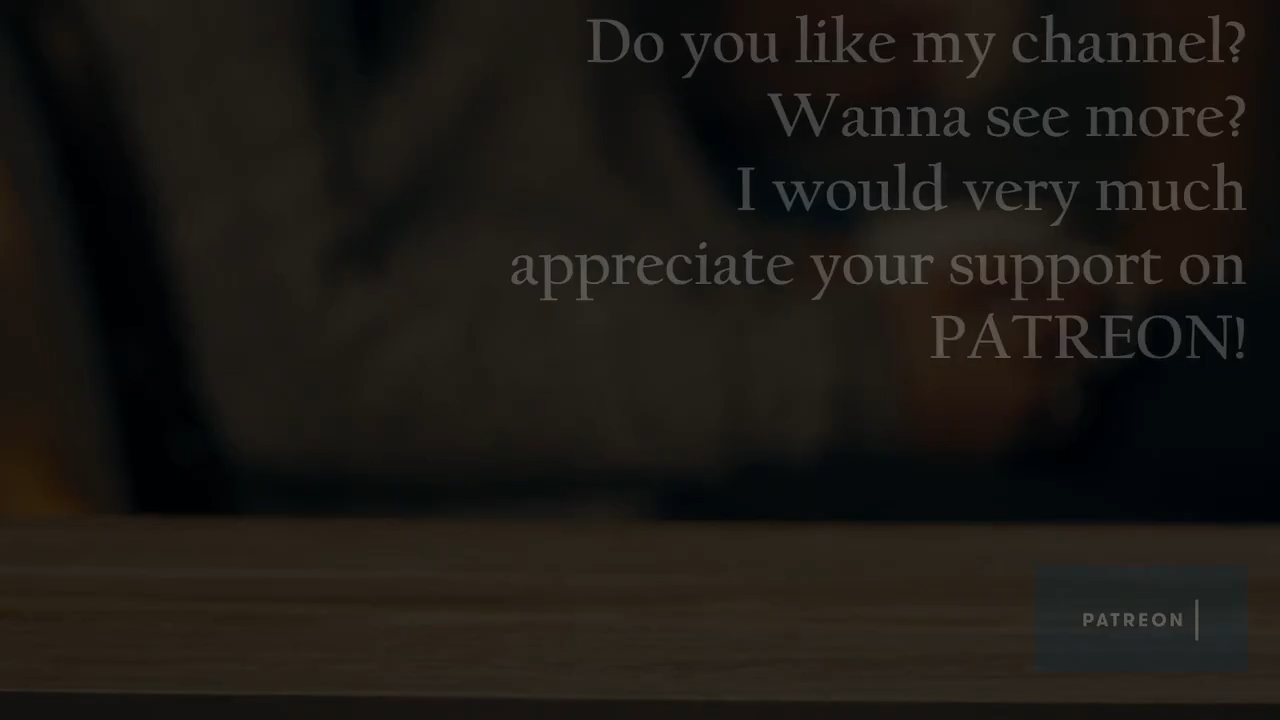 Do you like my channel?
Wanna see more?
I would very much
appreciate your support on
PATREON!
PATREON